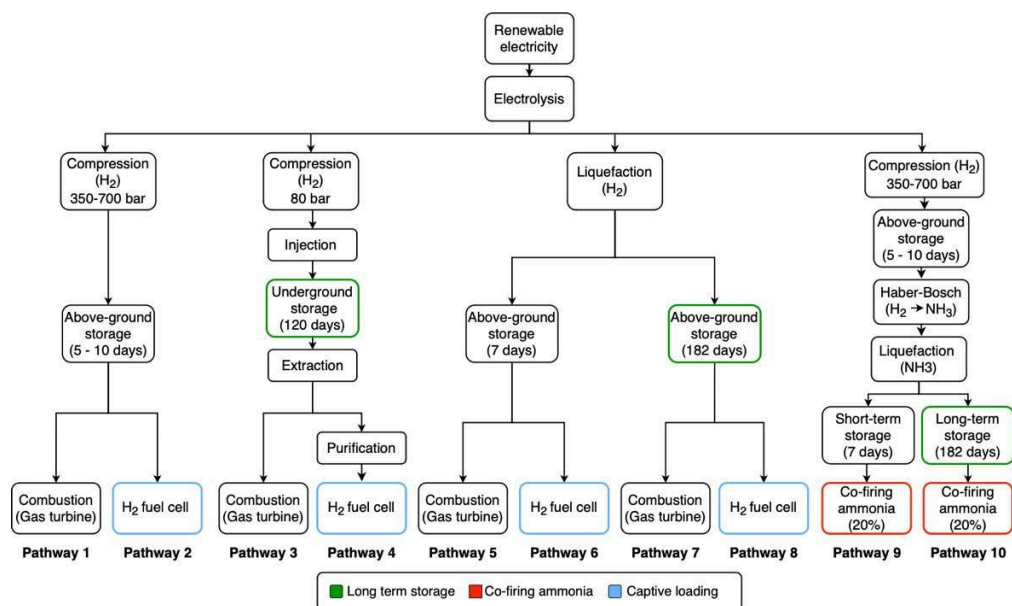 Renewable
electricity
Electrolysis
Compression
(H₂)
350-700 bar
Compression
(H₂)
80 bar
Liquefaction
(H₂)
Compression (H₂)
350-700 bar
Injection
Above-ground
storage
(5 - 10 days)
Underground
storage
(120 days)
Haber-Bosch
(H₂ → NH₃)
Above-ground
storage
(5 - 10 days)
Above-ground
storage
(7 days)
Above-ground
storage
(182 days)
Extraction
Liquefaction
(NH3)
Purification
Short-term
storage
(7 days)
Long-term
storage
(182 days)
Combustion
(Gas turbine)
H₂ fuel cell
Combustion
(Gas turbine)
H₂ fuel cell
Combustion
(Gas turbine)
H₂ fuel cell
Combustion
(Gas turbine)
H₂ fuel cell
Co-firing
ammonia
(20%)
Co-firing
ammonia
(20%)
Pathway 1 Pathway 2 Pathway 3 Pathway 4 Pathway 5 Pathway 6 Pathway 7 Pathway 8 Pathway 9 Pathway 10
Long term storage Co-firing ammonia Captive loading